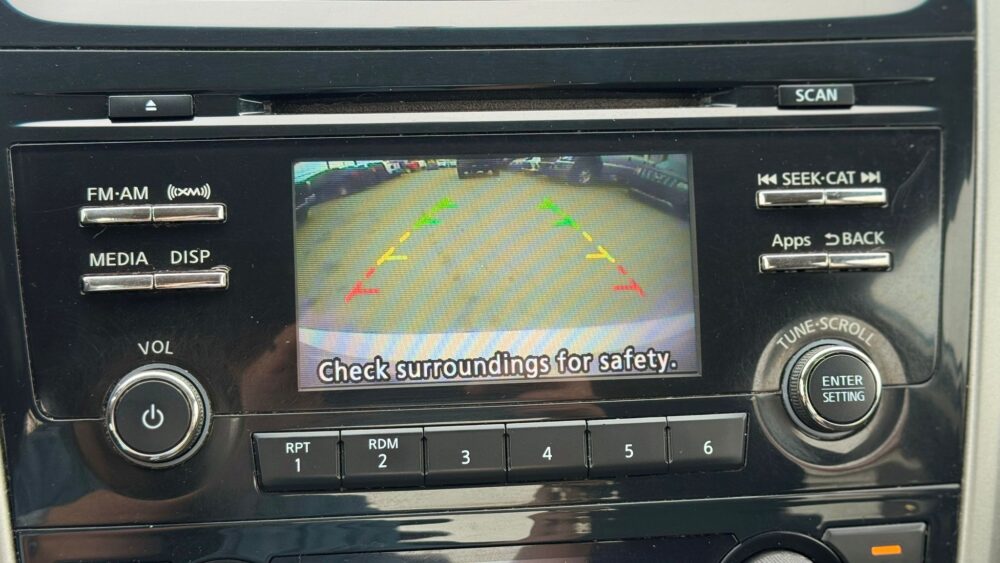 SCAN
FM·AM
((XM))
MEDIA
DISP
VOL
SEEK·CAT
Apps
BACK
TUNE·SCROLL
ENTER
SETTING
Check surroundings for safety.
RPT
1
RDM
2
3
4
5
6